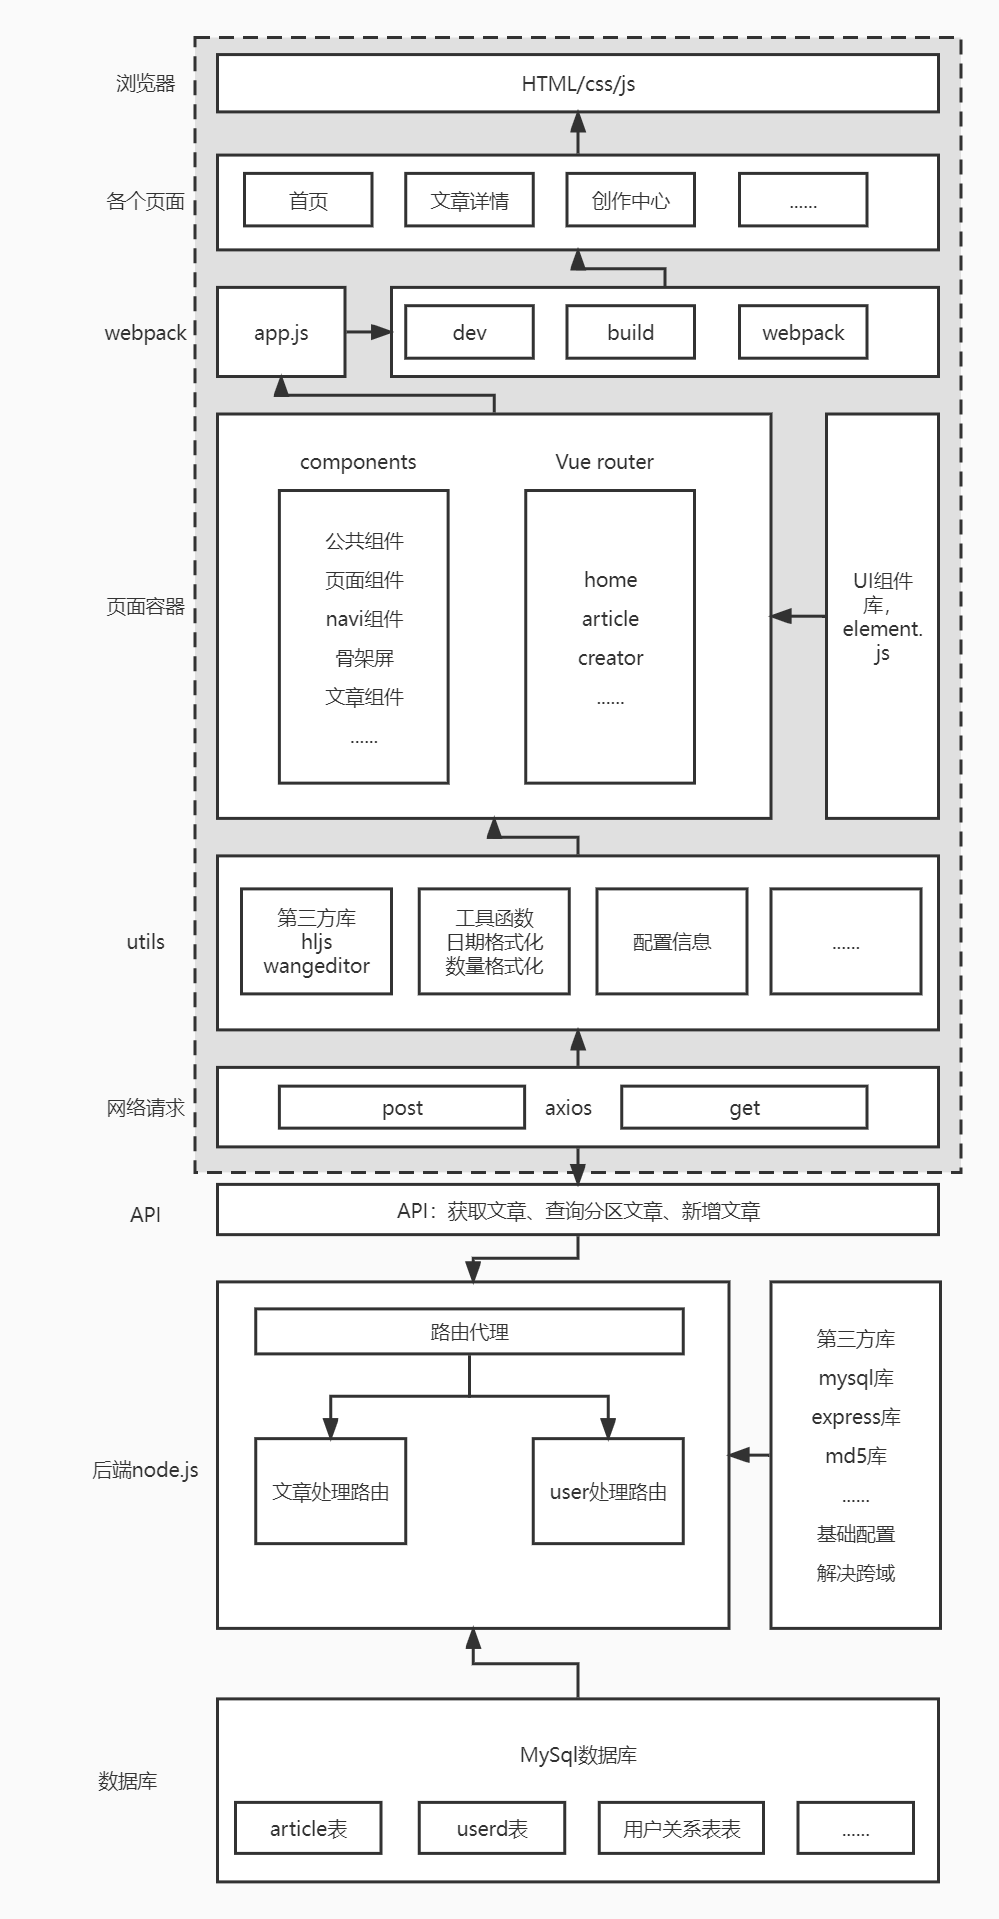 浏览器
HTML/css/js
各个页面
首页
文章详情
创作中心
......
webpack
app.js
dev
build
webpack
页面容器
components
Vue router
公共组件
页面组件
navi组件
骨架屏
文章组件
......
home
article
creator
......
UI组件
库，
element.
js
utils
第三方库
hljs
wangeditor
工具函数
日期格式化
数量格式化
配置信息
......
网络请求
post
axios
get
API
API：获取文章、查询分区文章、新增文章
后端node.js
路由代理
文章处理路由
user处理路由
第三方库
mysql库
express库
md5库
......
基础配置
解决跨域
数据库
MySql数据库
article表
userd表
用户关系表表
......